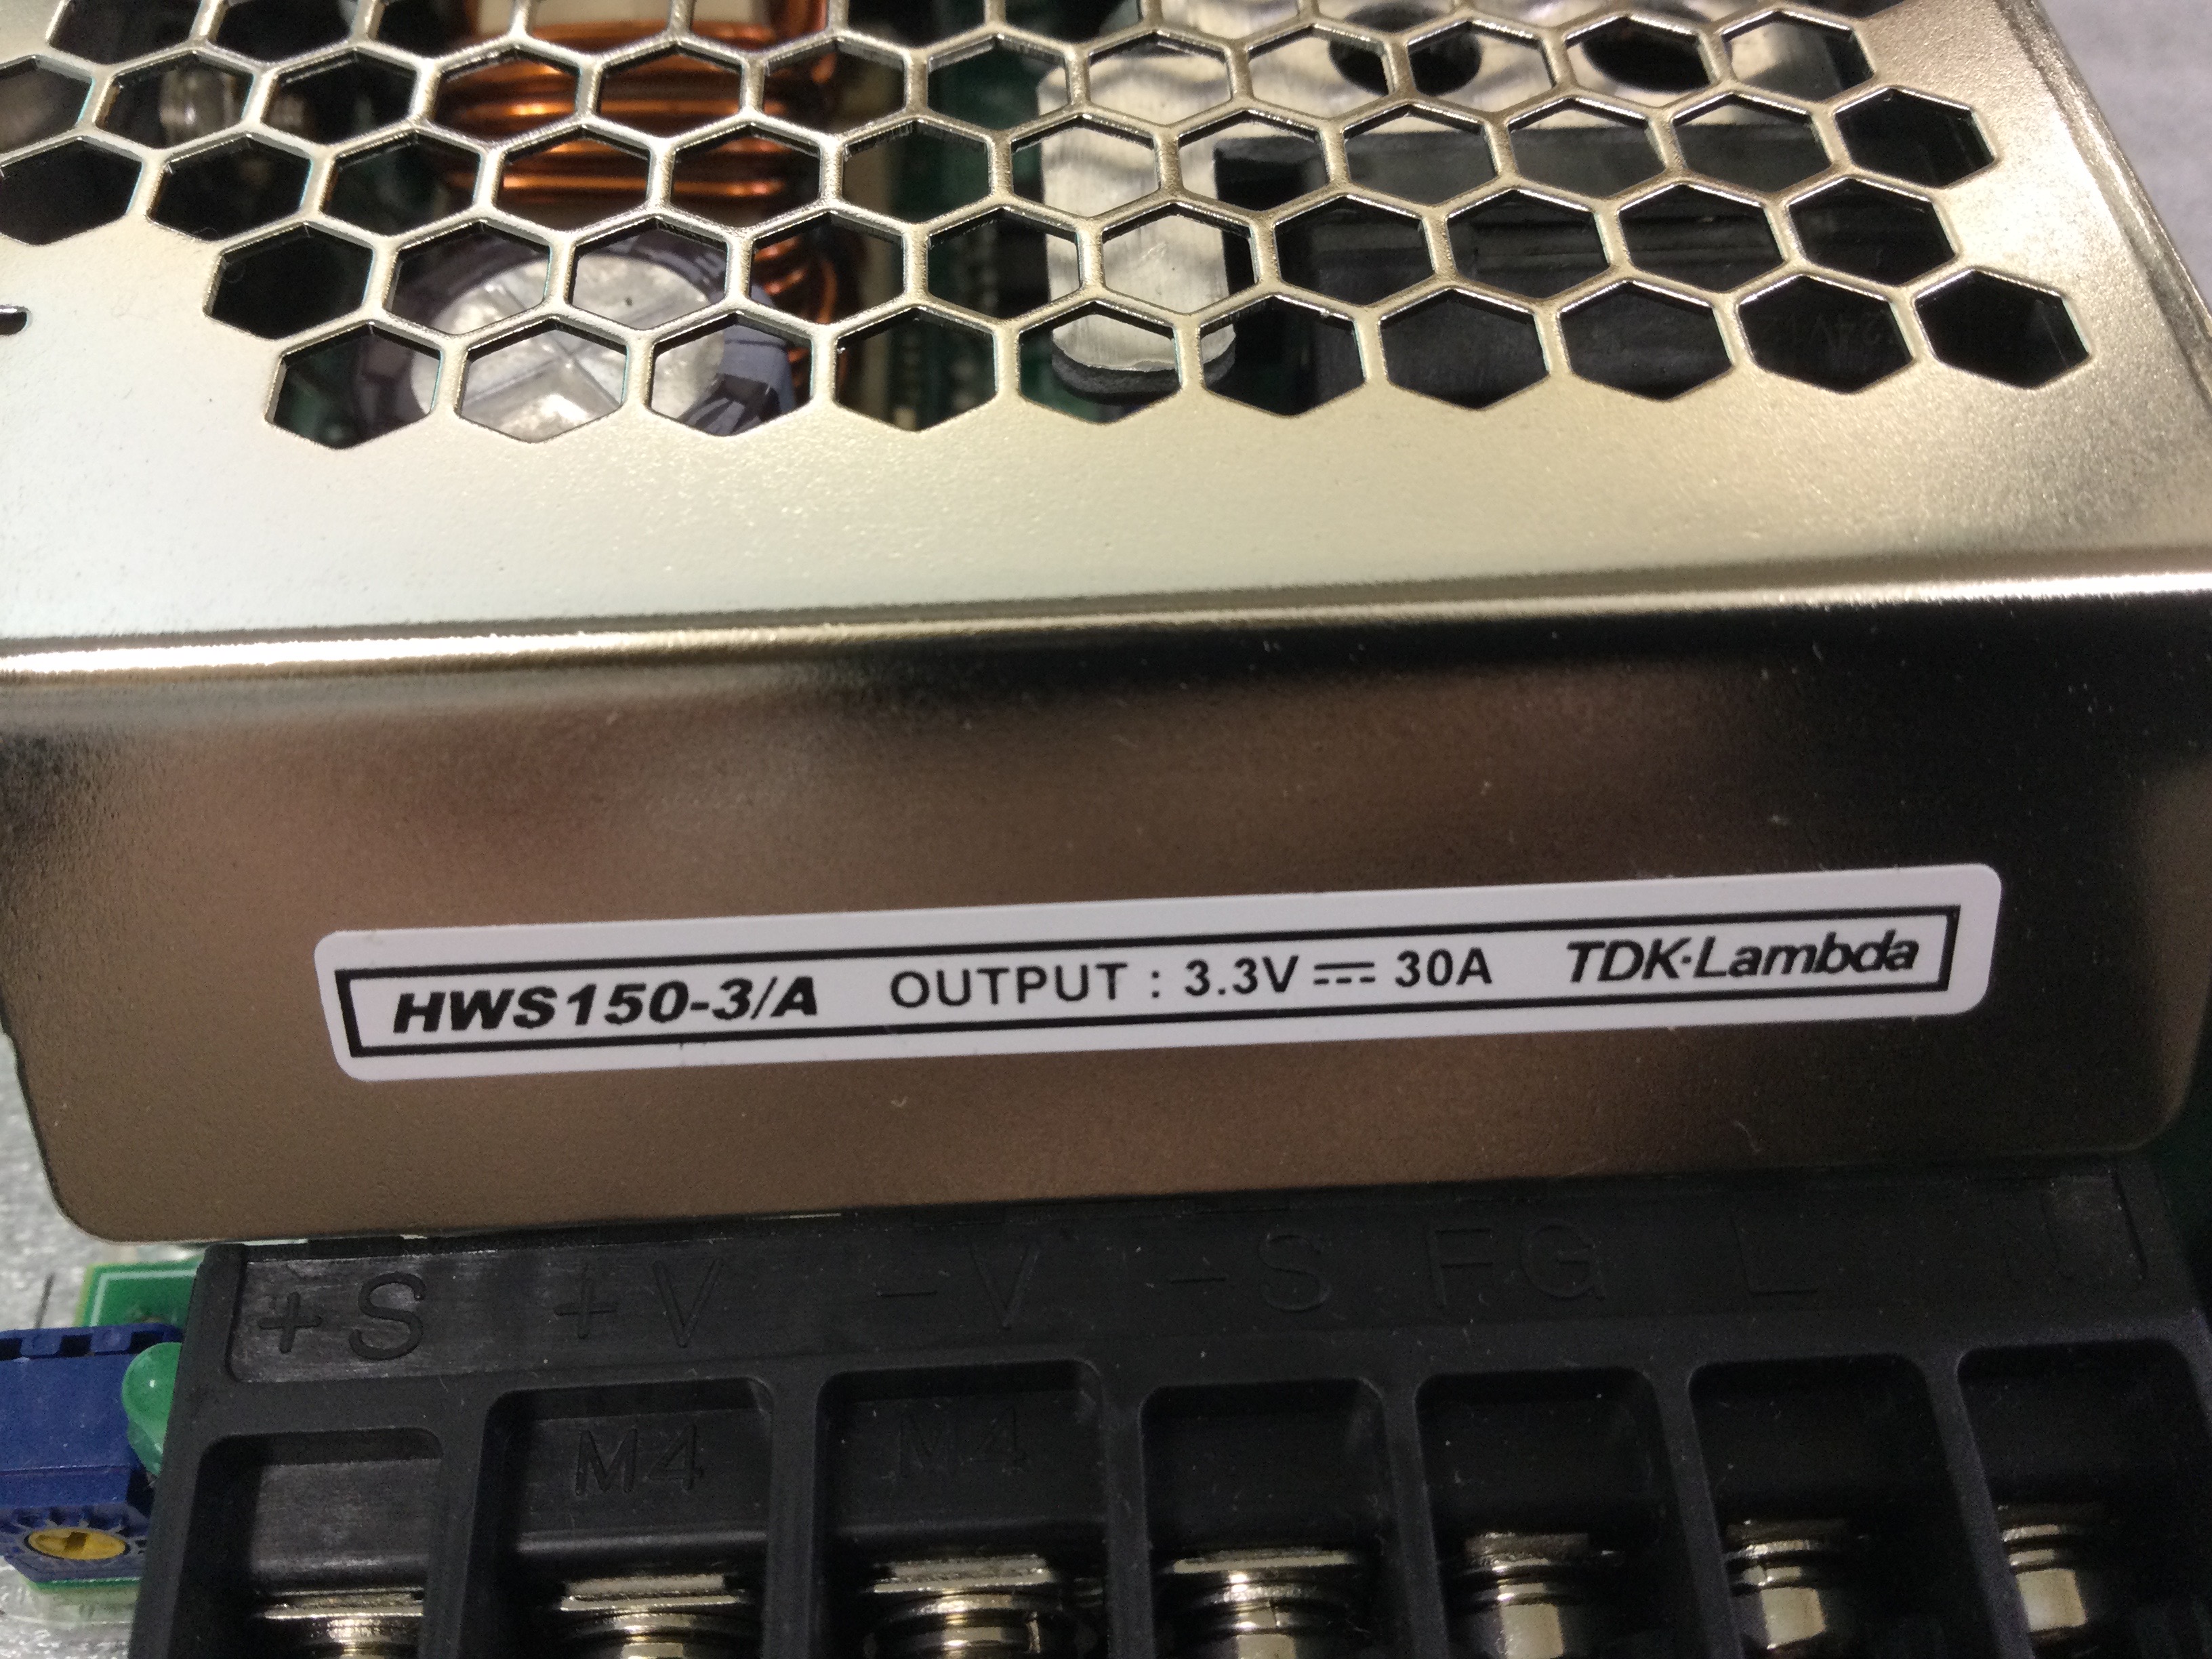 HWS150-3/A OUTPUT : 3.3V ⎓ 30A TDK·Lambda
+S +V -V -S FG L N
M4 M4